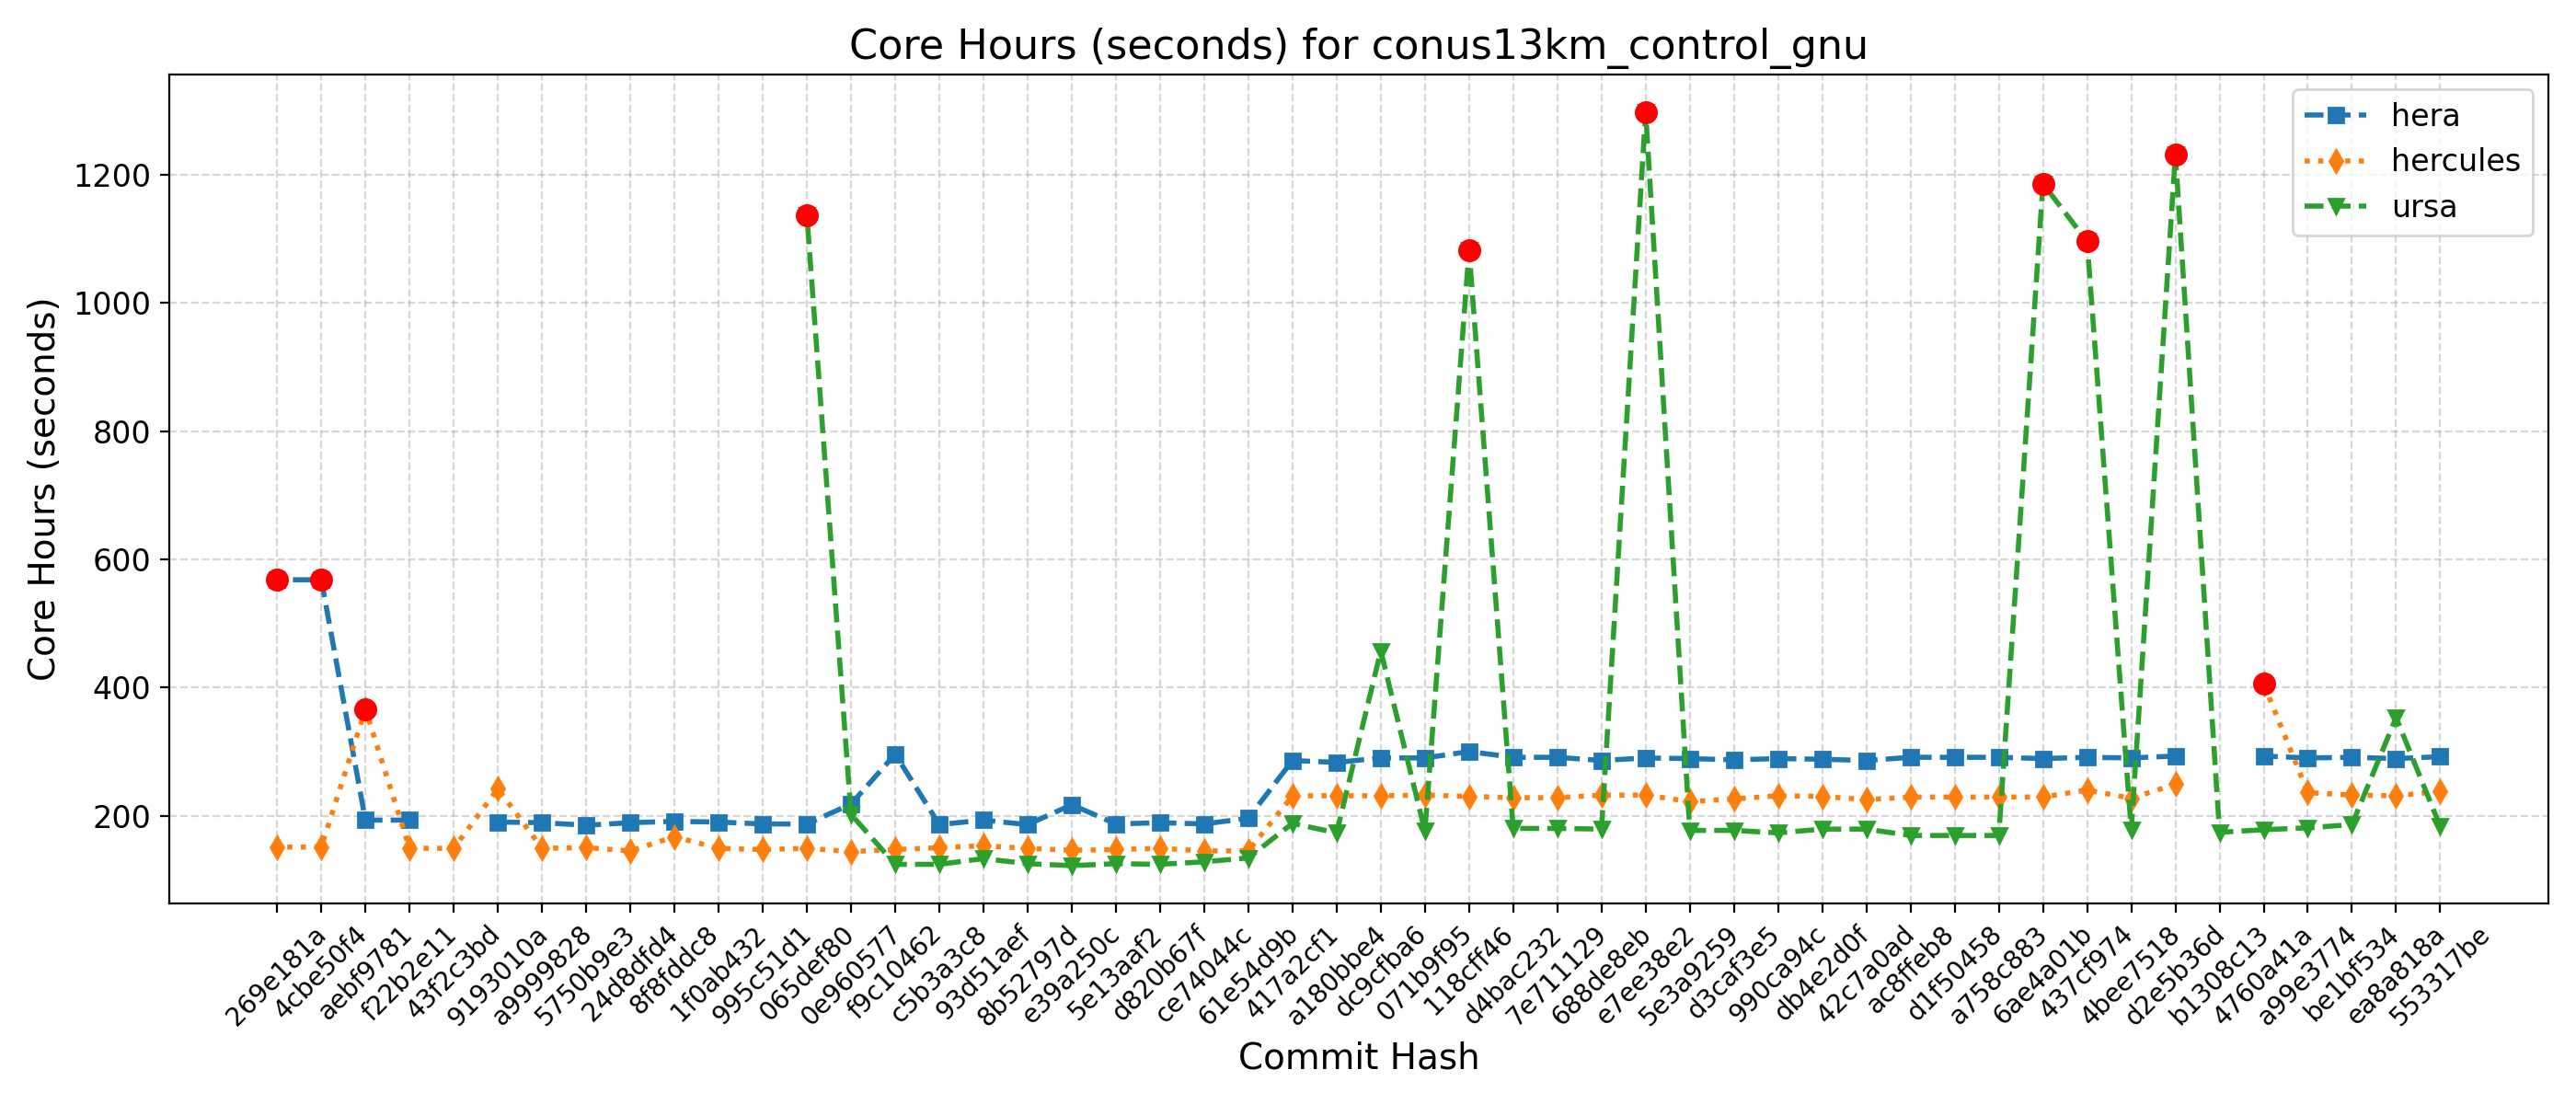 Core Hours (seconds) for conus13km_control_gnu
hera
hercules
ursa
Core Hours (seconds)
1200
1000
800
600
400
200
269e181a
4cbe50f4
aebf9781
f22b2e11
43f2c3bd
9193010a
a9999828
5750b9e3
24d8dfd4
8f8fddc8
1f0ab432
995c51d1
065def80
0e960577
f9c10462
c5b3a3c8
93d51aef
8b52797d
e39a250c
5e13aaf2
d820b67f
ce74044c
61e54d9b
417a2cf1
a180bbe4
dc9cfba6
071b9f95
118cff46
d4bac232
7e711129
688de8eb
e7ee38e2
5e3a9259
d3caf3e5
990ca94c
db4e2d0f
42c7a0ad
ac8ffeb8
d1f50458
a758c883
6ae4a01b
437cf974
4bee7518
d2e5b36d
b1308c13
4760a41a
a99e3774
be1bf534
ea8a818a
553317be
Commit Hash